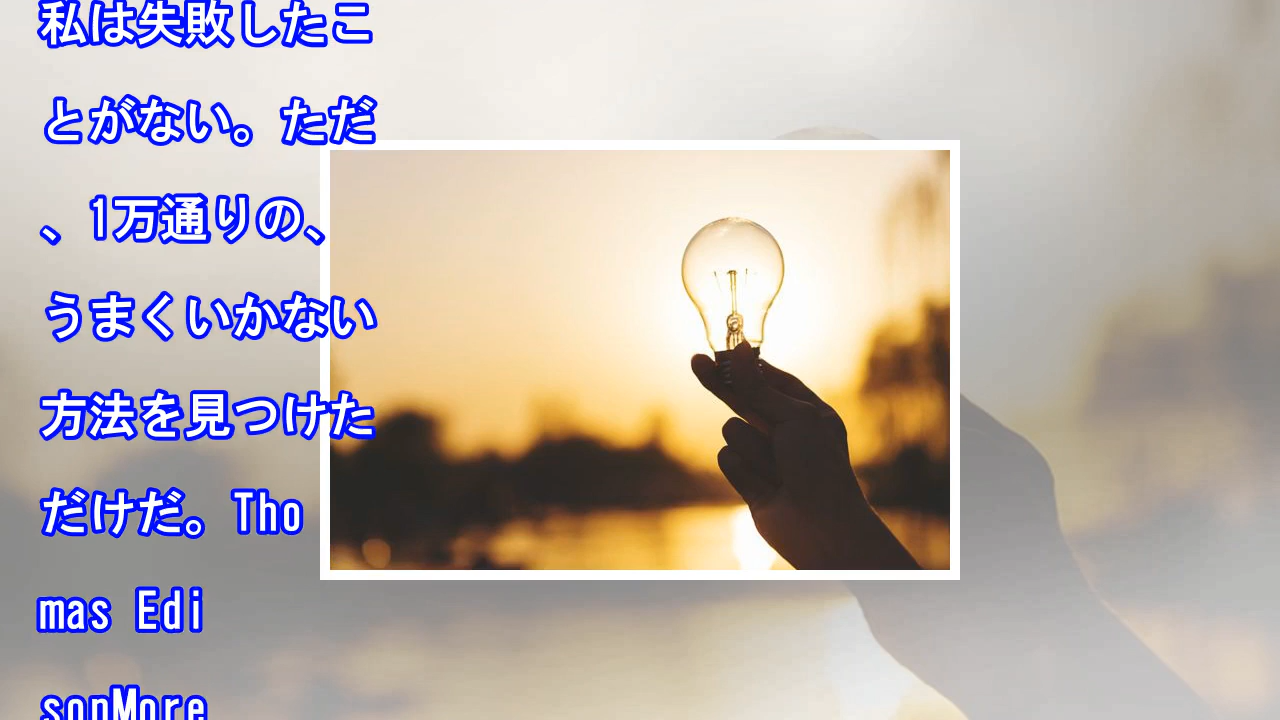 私は失敗したこ
とがない。ただ
、1万通りの、
うまくいかない
方法を見つけた
だけだ。Tho
mas Edi
sonMore